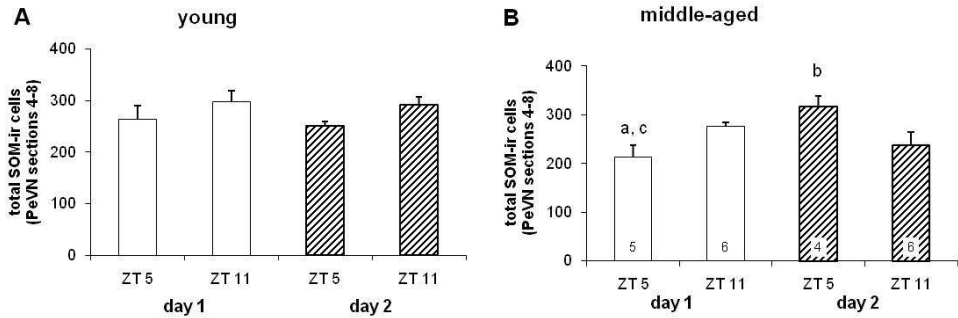 A
young
total SOM-ir cells
(PeVN sections 4-8)
400
300
200
100
0
ZT 5
ZT 11
ZT 5
ZT 11
day 1
day 2
B
middle-aged
total SOM-ir cells
(PeVN sections 4-8)
400
300
200
100
0
a, c
b
5
6
4
6
ZT 5
ZT 11
ZT 5
ZT 11
day 1
day 2